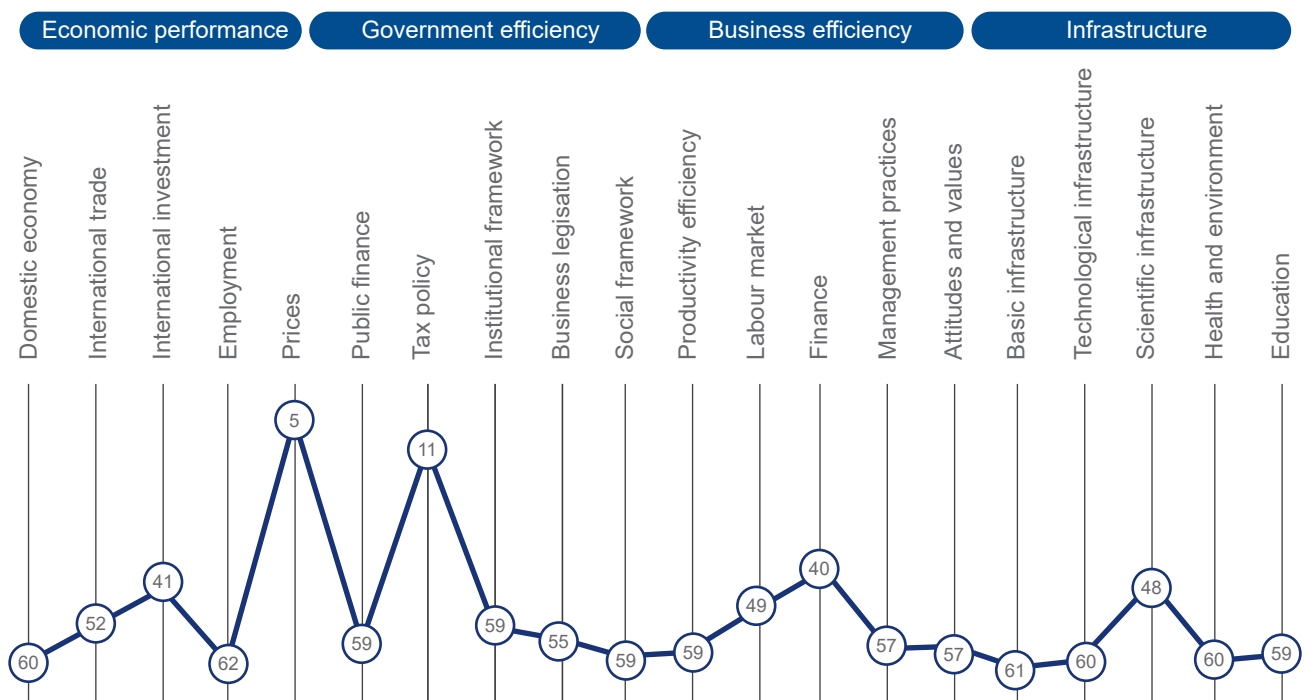 Economic performance
Government efficiency
Business efficiency
Infrastructure
Domestic economy
International trade
International investment
Employment
Prices
Public finance
Tax policy
Institutional framework
Business legisation
Social framework
Productivity efficiency
Labour market
Finance
Management practices
Attitudes and values
Basic infrastructure
Technological infrastructure
Scientific infrastructure
Health and environment
Education
60
52
41
62
5
59
11
59
55
59
59
49
40
57
57
61
60
48
60
59